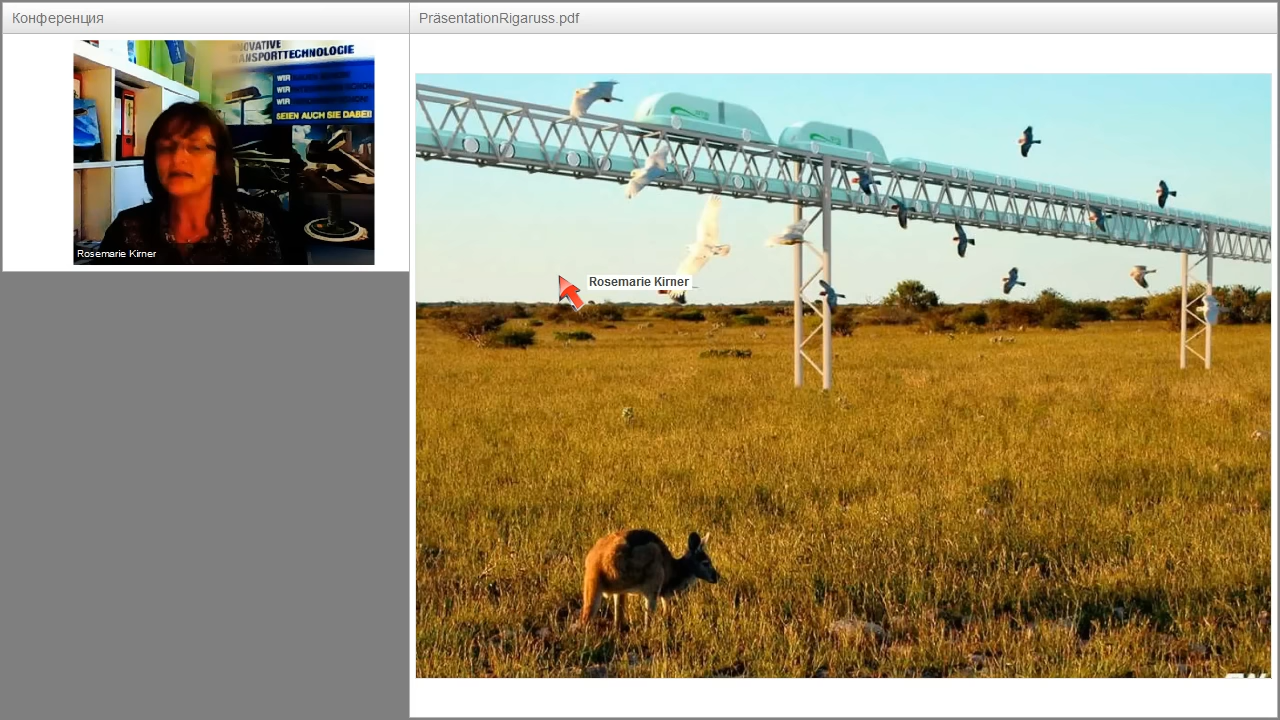 Конференция
PräsentationRigaruss.pdf
INNOVATIVE
TRANSPORTTECHNOLOGIE
WIR
WIR
WIR
SEIEN AUCH SIE DABEI!
Rosemarie Kirner
Rosemarie Kirner